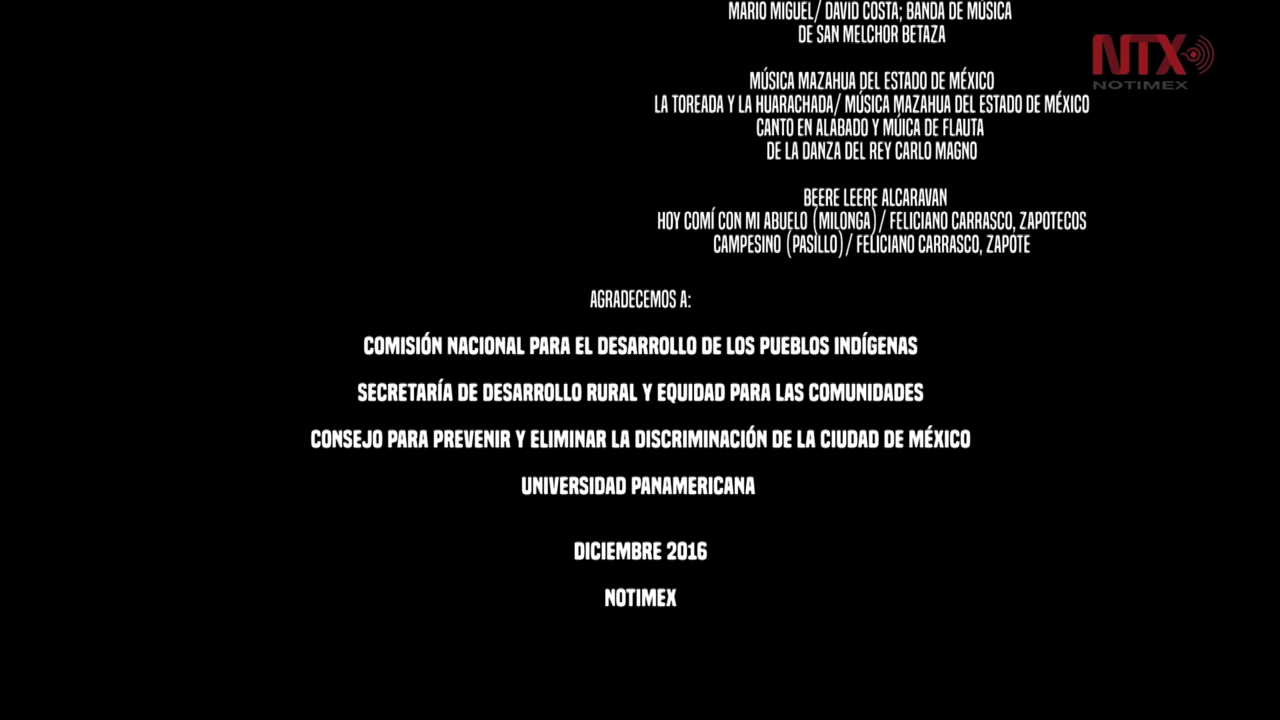 MARIO MIGUEL/ DAVID COSTA; BANDA DE MÚSICA
DE SAN MELCHOR BETAZA
NTX
NOTIMEX
MÚSICA MAZAHUA DEL ESTADO DE MÉXICO
LA TOREADA Y LA HUARACHADA/ MÚSICA MAZAHUA DEL ESTADO DE MÉXICO
CANTO EN ALABADO Y MÚICA DE FLAUTA
DE LA DANZA DEL REY CARLO MAGNO
BEERE LEERE ALCARAVAN
HOY COMÍ CON MI ABUELO (MILONGA)/ FELICIANO CARRASCO, ZAPOTECOS
CAMPESINO (PASILLO)/ FELICIANO CARRASCO, ZAPOTE
AGRADECEMOS A:
COMISIÓN NACIONAL PARA EL DESARROLLO DE LOS PUEBLOS INDÍGENAS
SECRETARÍA DE DESARROLLO RURAL Y EQUIDAD PARA LAS COMUNIDADES
CONSEJO PARA PREVENIR Y ELIMINAR LA DISCRIMINACIÓN DE LA CIUDAD DE MÉXICO
UNIVERSIDAD PANAMERICANA
DICIEMBRE 2016
NOTIMEX